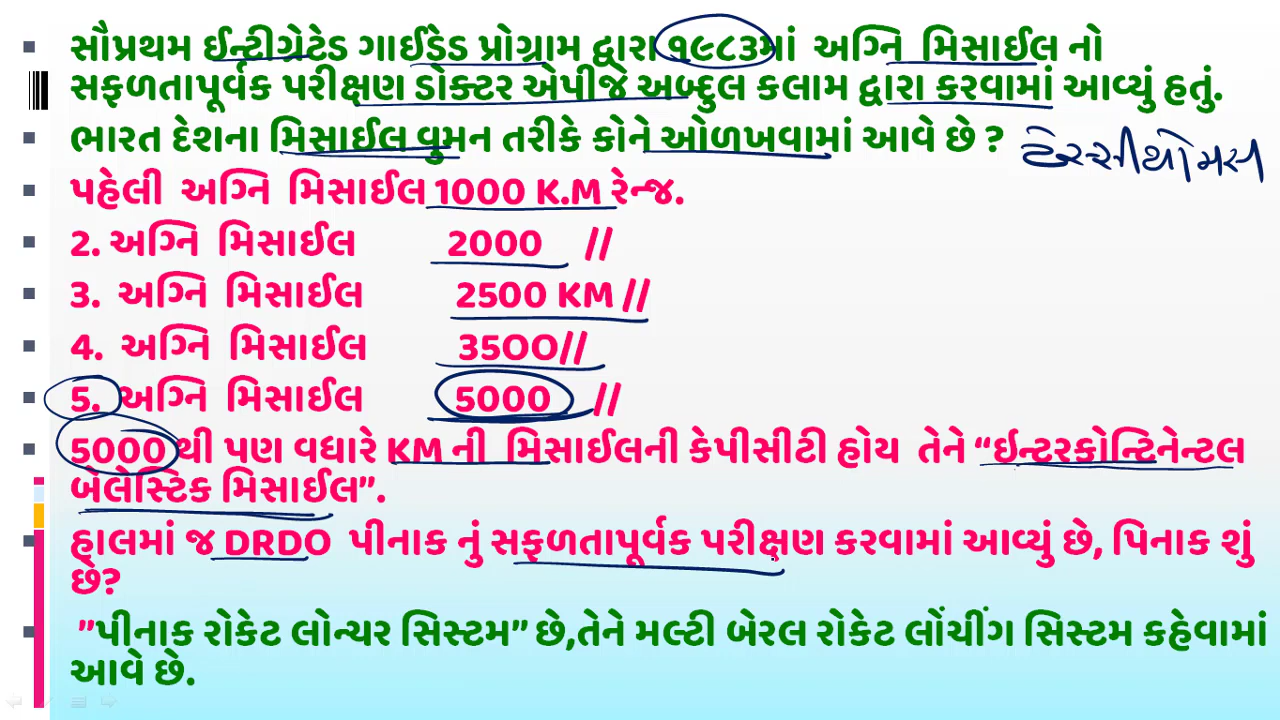 સૌપ્રથમ ઈન્ટીગ્રેટેડ ગાઈડેડ પ્રોગ્રામ દ્વારા ૧૯૮૩માં અગ્નિ મિસાઈલ નો
સફળતાપૂર્વક પરીક્ષણ ડોક્ટર એપીજે અબ્દુલ કલામ દ્વારા કરવામાં આવ્યું હતું.
ભારત દેશના મિસાઈલ વુમન તરીકે કોને ઓળખવામાં આવે છે ? ટેસ્સી થોમસ
પહેલી અગ્નિ મિસાઈલ 1000 K.M રેન્જ.
2. અગ્નિ મિસાઈલ 2000 //
3. અગ્નિ મિસાઈલ 2500 KM //
4. અગ્નિ મિસાઈલ 3500//
5. અગ્નિ મિસાઈલ 5000 //
5000 થી પણ વધારે KM ની મિસાઈલની કેપીસીટી હોય તેને “ઇન્ટરકોન્ટિનેન્ટલ
બેલેસ્ટિક મિસાઈલ”.
હાલમાં જ DRDO પીનાક નું સફળતાપૂર્વક પરીક્ષણ કરવામાં આવ્યું છે, પિનાક શું
છે?
”પીનાક રોકેટ લોન્ચર સિસ્ટમ” છે,તેને મલ્ટી બેરલ રોકેટ લોંચીંગ સિસ્ટમ કહેવામાં
આવે છે.